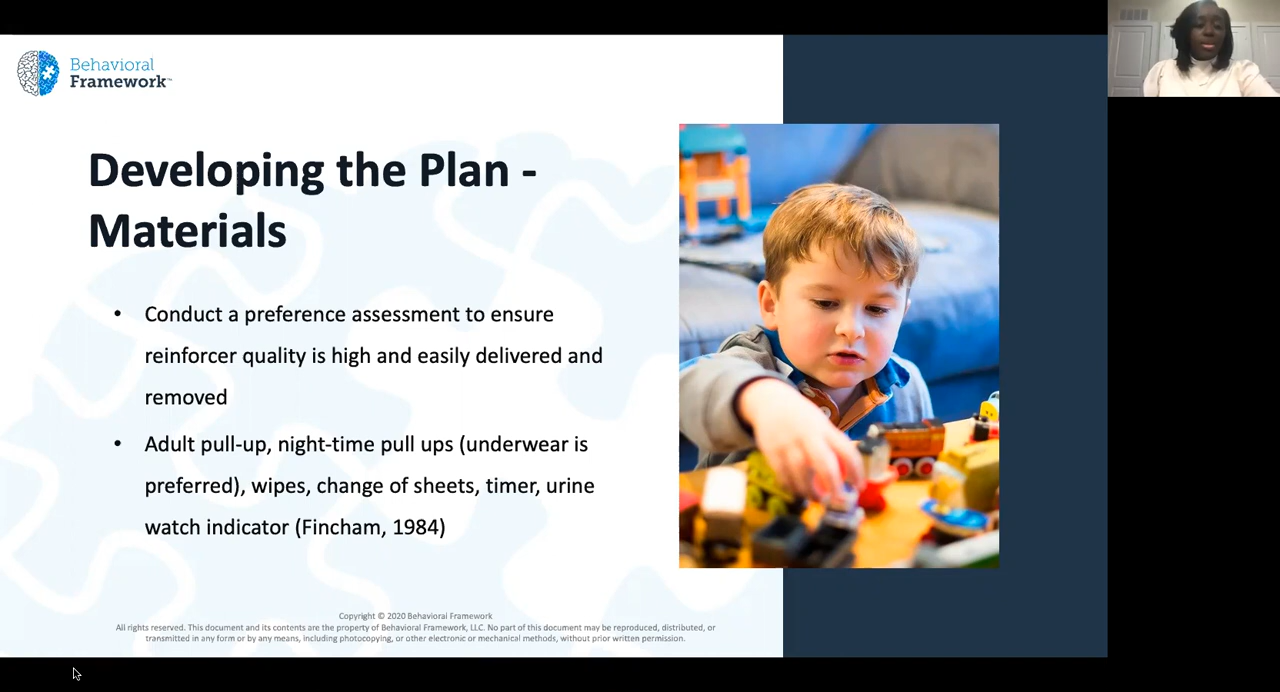 Behavioral
Framework™
Developing the Plan -
Materials
• Conduct a preference assessment to ensure
reinforcer quality is high and easily delivered and
removed
• Adult pull-up, night-time pull ups (underwear is
preferred), wipes, change of sheets, timer, urine
watch indicator (Fincham, 1984)
Copyright © 2020 Behavioral Framework
All rights reserved. This document and its contents are the property of Behavioral Framework, LLC. No part of this document may be reproduced, distributed, or
transmitted in any form or by any means, including photocopying, or other electronic or mechanical methods, without prior written permission.